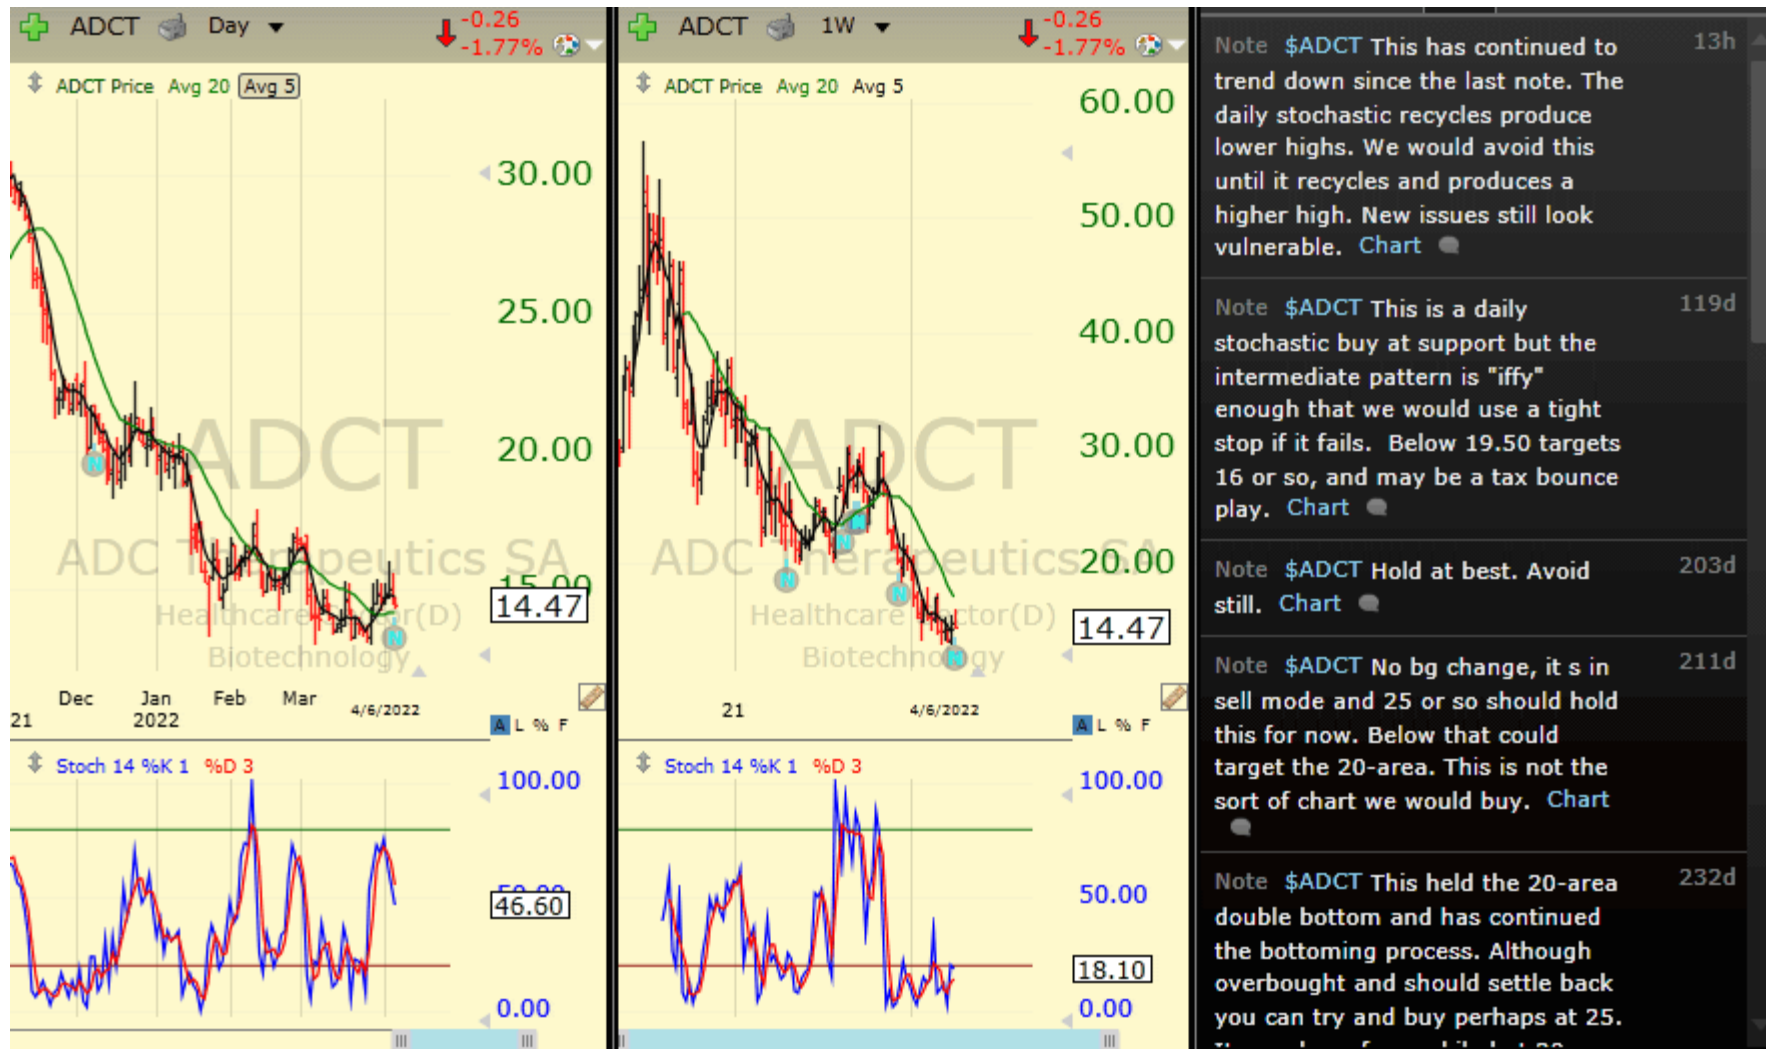 ADCT Day -0.26
-1.77%
ADCT Price Avg 20 Avg 5
30.00
25.00
20.00
15.00
14.47
ADCT
ADC Therapeutics SA
Healthcare Sector(D)
Biotechnology
Dec Jan Feb Mar 4/6/2022
21 2022
A L % F
Stoch 14 %K 1 %D 3
100.00
50.00
46.60
0.00
ADCT 1W -0.26
-1.77%
ADCT Price Avg 20 Avg 5
60.00
50.00
40.00
30.00
20.00
14.47
ADCT
ADC Therapeutics SA
Healthcare Sector(D)
Biotechnology
21 4/6/2022
A L % F
Stoch 14 %K 1 %D 3
100.00
50.00
18.10
0.00
Note $ADCT This has continued to 13h
trend down since the last note. The
daily stochastic recycles produce
lower highs. We would avoid this
until it recycles and produces a
higher high. New issues still look
vulnerable. Chart
Note $ADCT This is a daily 119d
stochastic buy at support but the
intermediate pattern is "iffy"
enough that we would use a tight
stop if it fails. Below 19.50 targets
16 or so, and may be a tax bounce
play. Chart
Note $ADCT Hold at best. Avoid 203d
still. Chart
Note $ADCT No bg change, it s in 211d
sell mode and 25 or so should hold
this for now. Below that could
target the 20-area. This is not the
sort of chart we would buy. Chart
Note $ADCT This held the 20-area 232d
double bottom and has continued
the bottoming process. Although
overbought and should settle back
you can try and buy perhaps at 25.